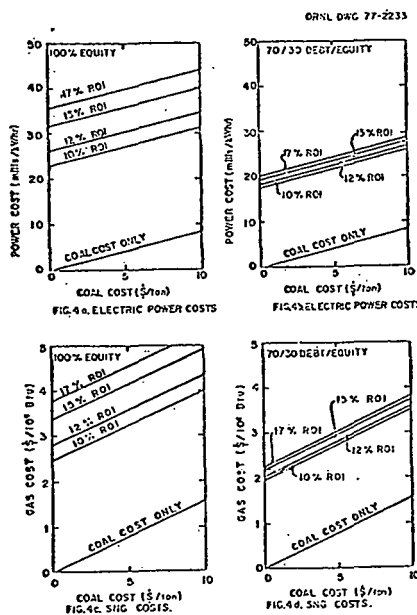 ORNL DWG 77-2233
100% EQUITY
17% ROI
15% ROI
12% ROI
10% ROI
COAL COST ONLY
POWER COST (mills/kWhr)
50
40
30
20
10
0
0 5 10
COAL COST ($/ton)
FIG.4a. ELECTRIC POWER COSTS
70/30 DEBT/EQUITY
15% ROI
17% ROI
12% ROI
10% ROI
COAL COST ONLY
POWER COST (mills/kWhr)
50
40
30
20
10
0
0 5 10
COAL COST ($/ton)
FIG.4b. ELECTRIC POWER COSTS
100% EQUITY
17% ROI
15% ROI
12% ROI
10% ROI
COAL COST ONLY
GAS COST ($/10⁶ Btu)
5
4
3
2
1
0
0 5 10
COAL COST ($/ton)
FIG.4c. SNG COSTS.
70/30 DEBT/EQUITY
15% ROI
17% ROI
12% ROI
10% ROI
COAL COST ONLY
GAS COST ($/10⁶ Btu)
5
4
3
2
1
0
0 5 10
COAL COST ($/ton)
FIG.4d. SNG COSTS.